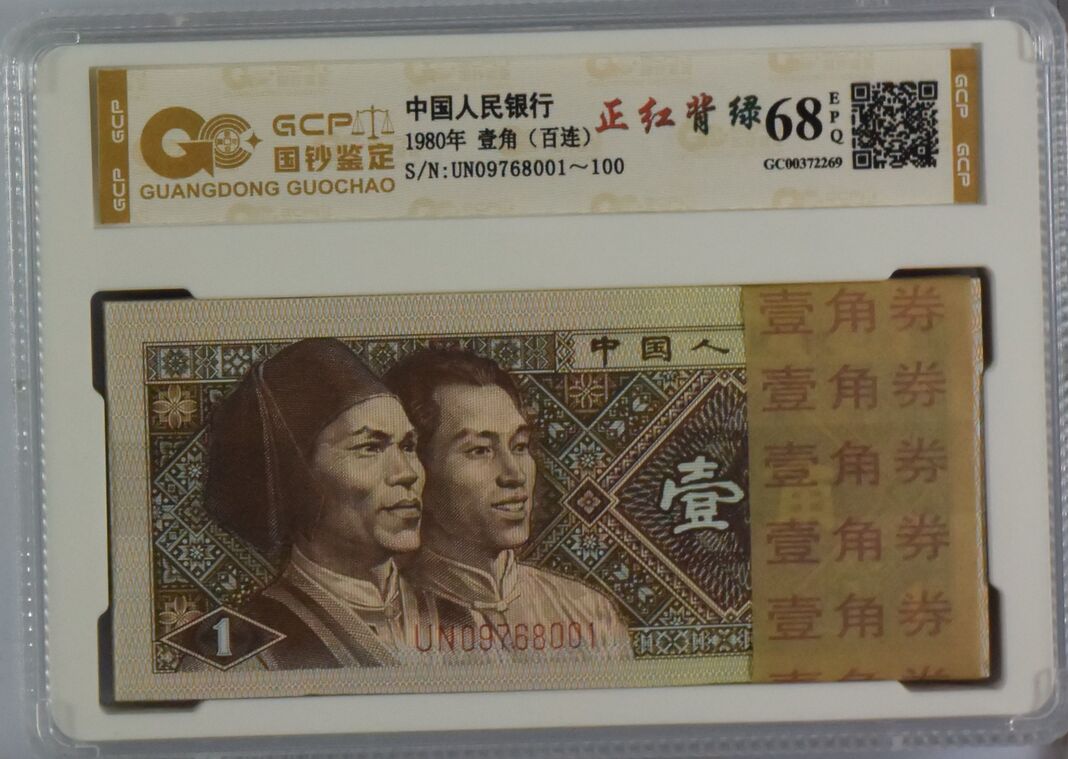 GCP
GCP
GCP
国钞鉴定
GUANGDONG GUOCHAO
中国人民银行
1980年 壹角（百连）
S/N:UN09768001～100
正红背绿
68
EPQ
GC00372269
GCP
GCP
中国人
壹角券
壹角券
壹角券
壹角券
壹角券
壹
1
UN09768001